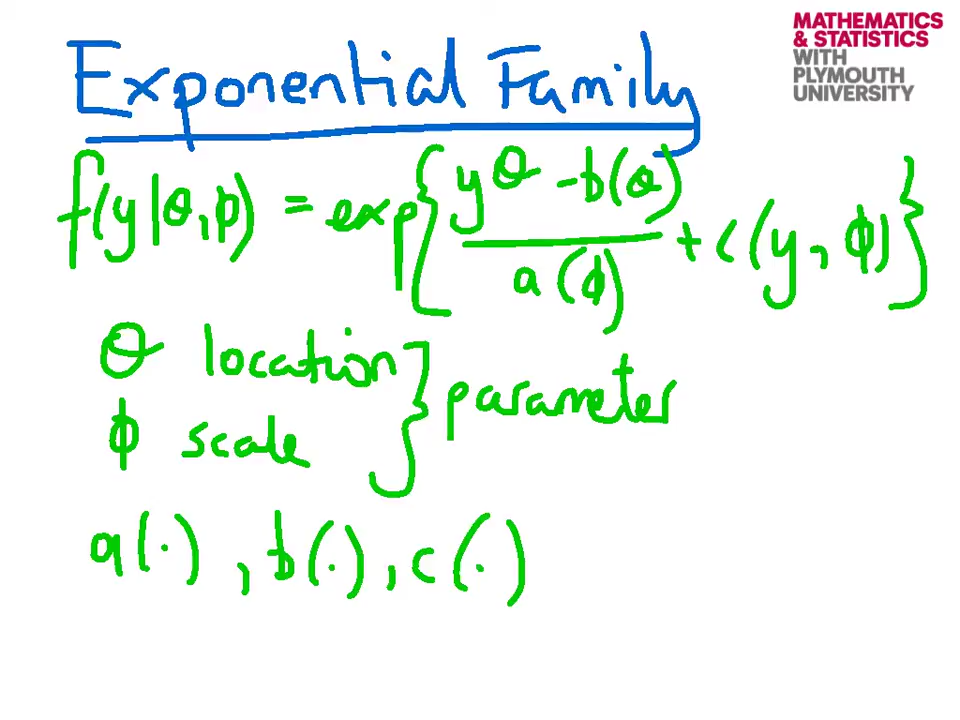 MATHEMATICS
& STATISTICS
WITH
PLYMOUTH
UNIVERSITY
Exponential Family
f(y|θ,ϕ) = exp{ yθ - b(θ) / a(ϕ) + c(y, ϕ) }
θ location
ϕ scale } parameter
a(·), b(·), c(·)